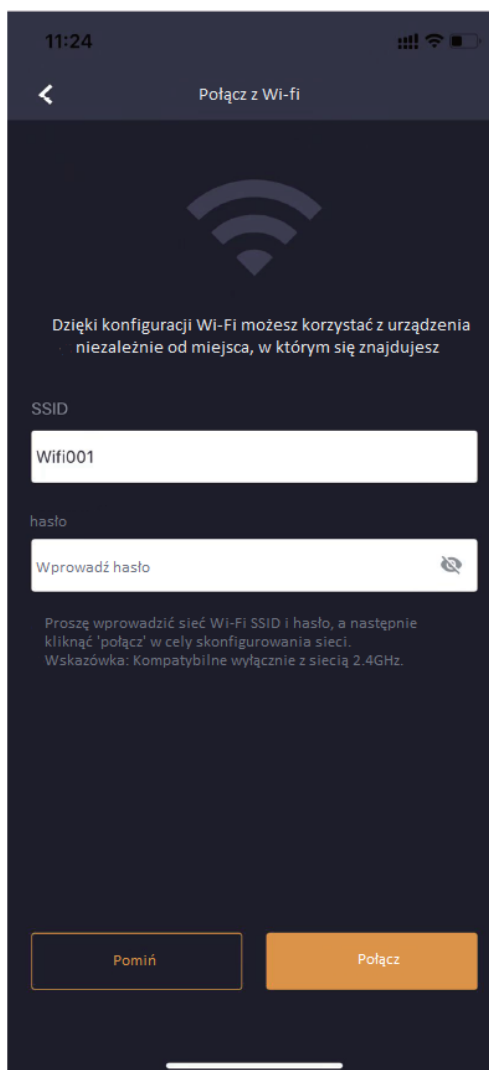 11:24
Połącz z Wi-fi
Dzięki konfiguracji Wi-Fi możesz korzystać z urządzenia
niezależnie od miejsca, w którym się znajdujesz
SSID
Wifi001
hasło
Wprowadź hasło
Proszę wprowadzić sieć Wi-Fi SSID i hasło, a następnie
kliknąć 'połącz' w cely skonfigurowania sieci.
Wskazówka: Kompatybilne wyłącznie z siecią 2.4GHz.
Pomiń
Połącz